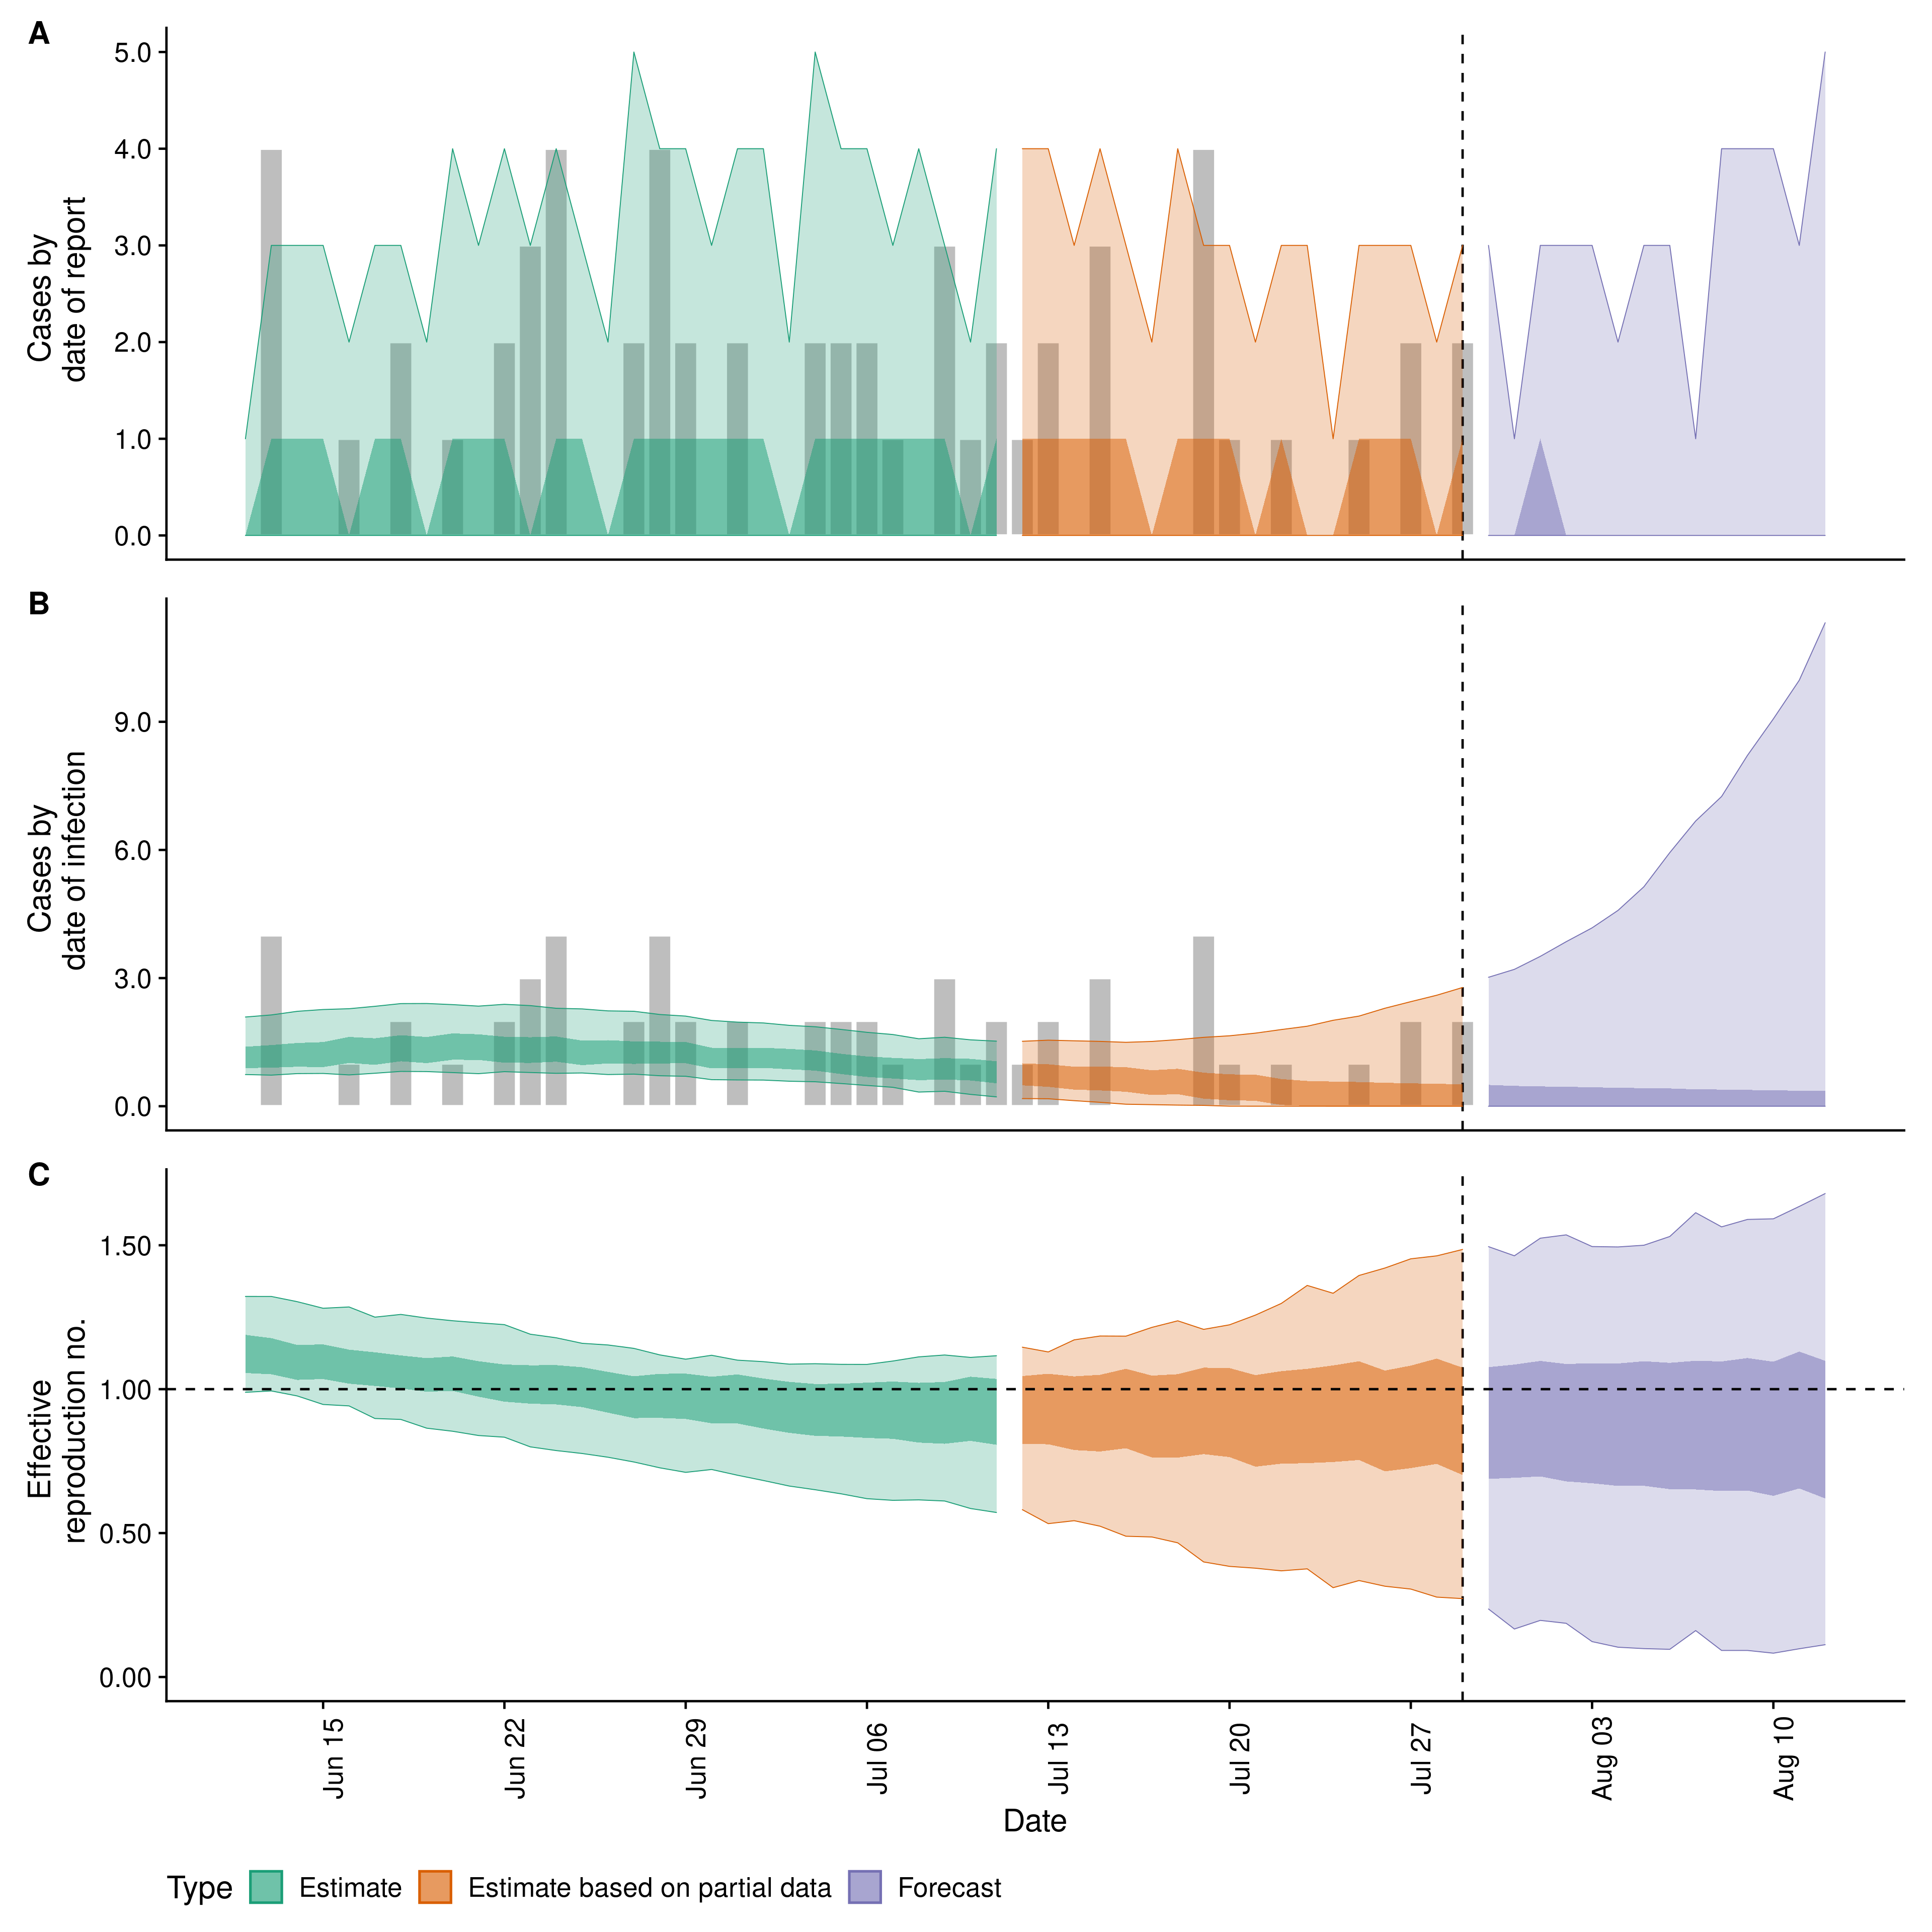 A
Cases by
date of report
5.0
4.0
3.0
2.0
1.0
0.0
B
Cases by
date of infection
9.0
6.0
3.0
0.0
C
Effective
reproduction no.
1.50
1.00
0.50
0.00
Jun 15
Jun 22
Jun 29
Jul 06
Jul 13
Jul 20
Jul 27
Aug 03
Aug 10
Date
Type Estimate Estimate based on partial data Forecast